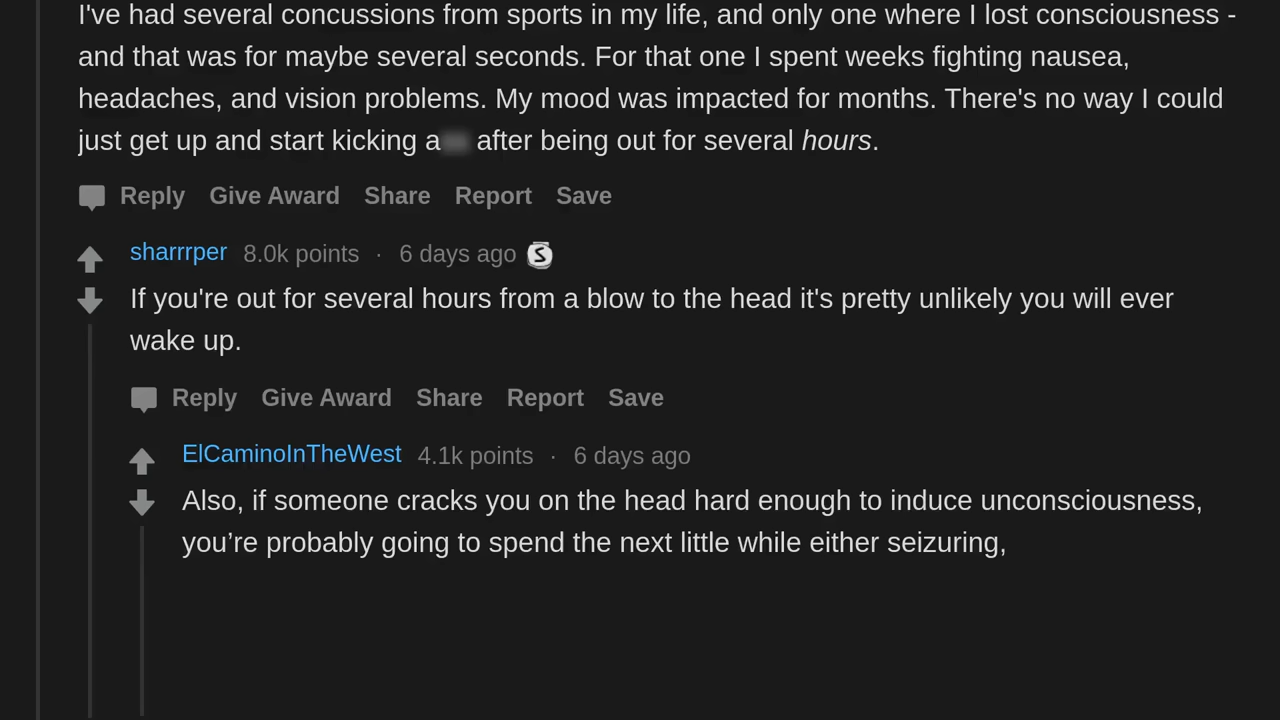 I've had several concussions from sports in my life, and only one where I lost consciousness -
and that was for maybe several seconds. For that one I spent weeks fighting nausea,
headaches, and vision problems. My mood was impacted for months. There's no way I could
just get up and start kicking a after being out for several hours.
Reply Give Award Share Report Save
sharrrper 8.0k points · 6 days ago S
If you're out for several hours from a blow to the head it's pretty unlikely you will ever
wake up.
Reply Give Award Share Report Save
ElCaminoInTheWest 4.1k points · 6 days ago
Also, if someone cracks you on the head hard enough to induce unconsciousness,
you’re probably going to spend the next little while either seizuring,